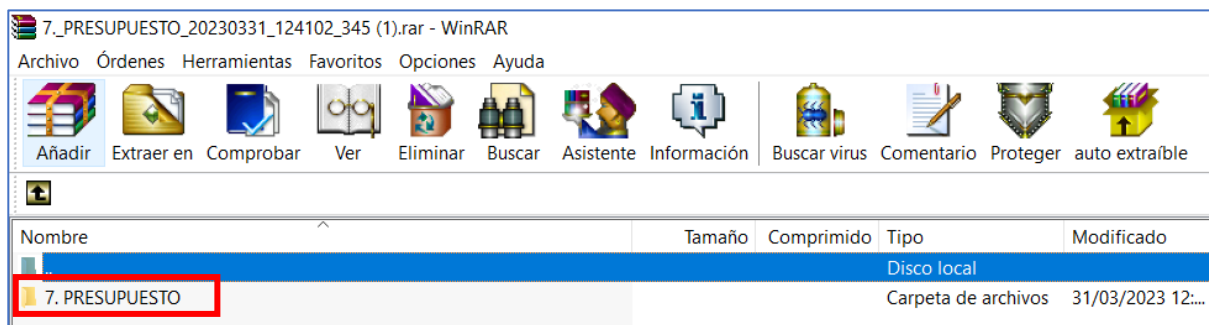 7._PRESUPUESTO_20230331_124102_345 (1).rar - WinRAR
Archivo Órdenes Herramientas Favoritos Opciones Ayuda
Añadir Extraer en Comprobar Ver Eliminar Buscar Asistente Información Buscar virus Comentario Proteger auto extraíble
Nombre Tamaño Comprimido Tipo Modificado
.. Disco local
7. PRESUPUESTO Carpeta de archivos 31/03/2023 12:...